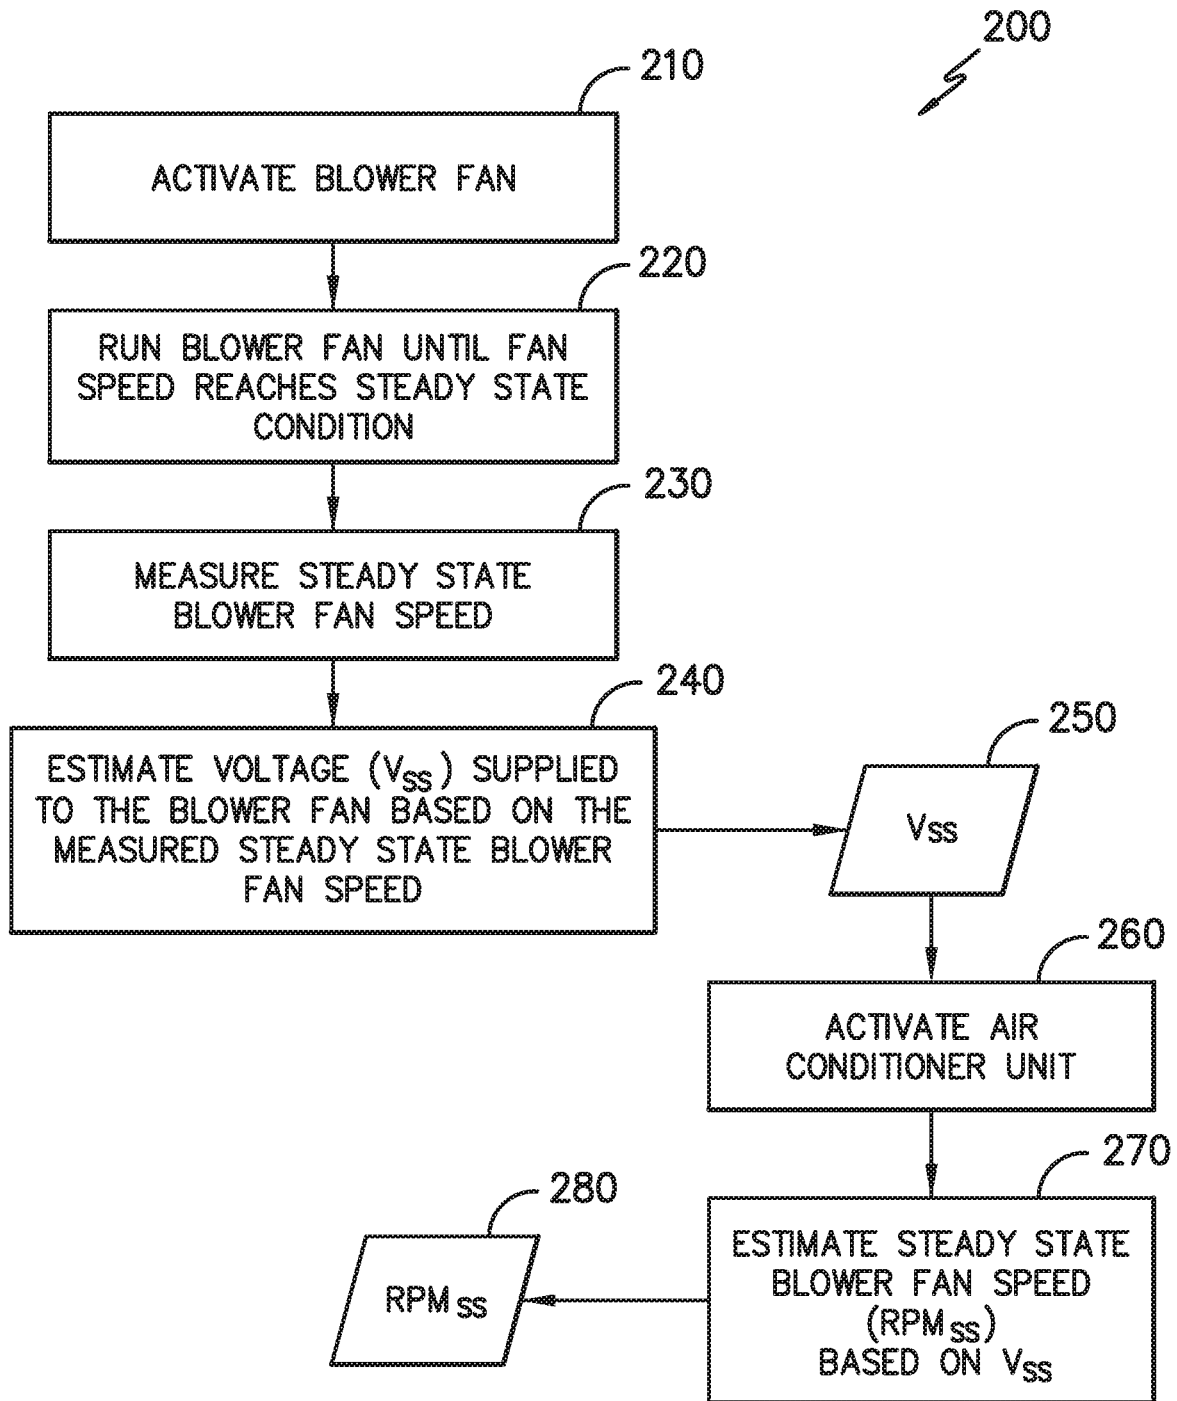 200
210
ACTIVATE BLOWER FAN
220
RUN BLOWER FAN UNTIL FAN
SPEED REACHES STEADY STATE
CONDITION
230
MEASURE STEADY STATE
BLOWER FAN SPEED
240
ESTIMATE VOLTAGE (VSS) SUPPLIED
TO THE BLOWER FAN BASED ON THE
MEASURED STEADY STATE BLOWER
FAN SPEED
250
VSS
260
ACTIVATE AIR
CONDITIONER UNIT
270
ESTIMATE STEADY STATE
BLOWER FAN SPEED
(RPMSS)
BASED ON VSS
280
RPMSS